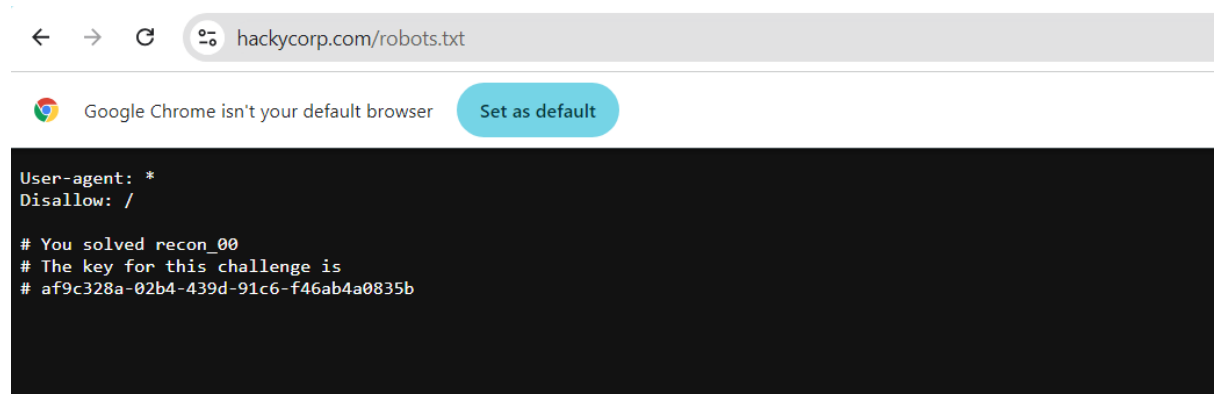 hackycorp.com/robots.txt
Google Chrome isn't your default browser Set as default
User-agent: *
Disallow: /
# You solved recon_00
# The key for this challenge is
# af9c328a-02b4-439d-91c6-f46ab4a0835b